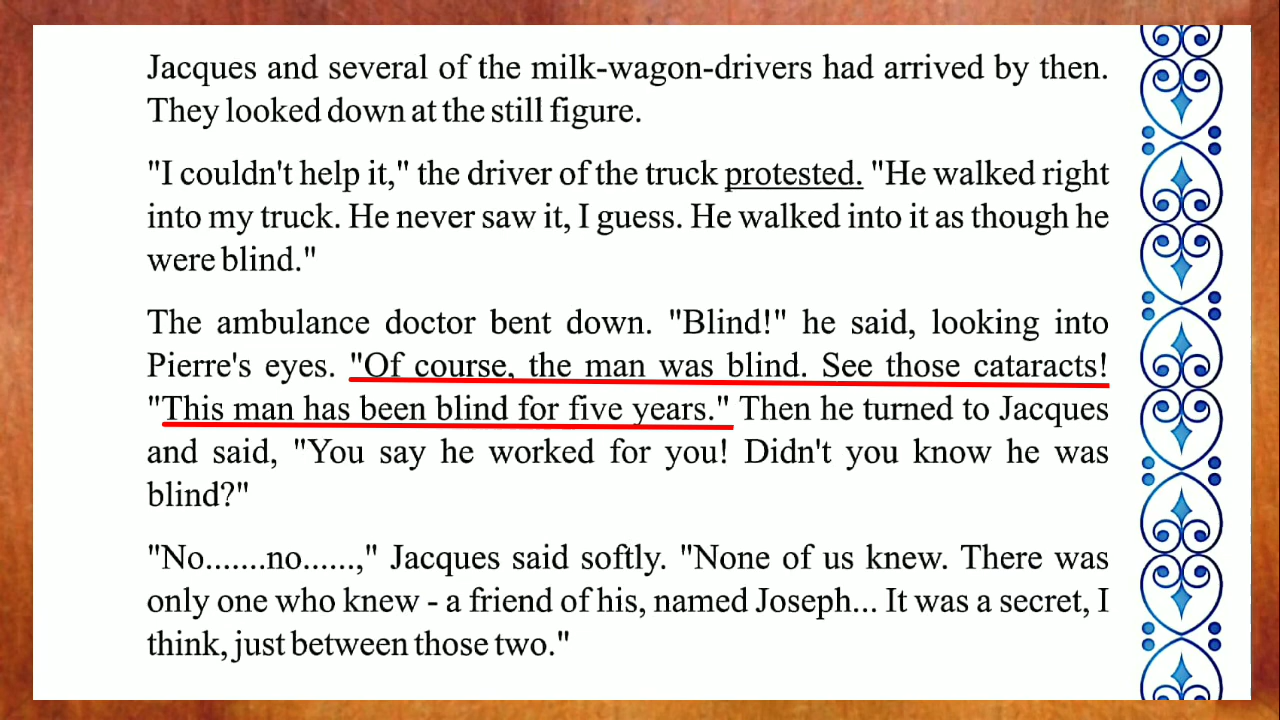 Jacques and several of the milk-wagon-drivers had arrived by then.
They looked down at the still figure.
"I couldn't help it," the driver of the truck protested. "He walked right
into my truck. He never saw it, I guess. He walked into it as though he
were blind."
The ambulance doctor bent down. "Blind!" he said, looking into
Pierre's eyes. "Of course, the man was blind. See those cataracts!
"This man has been blind for five years." Then he turned to Jacques
and said, "You say he worked for you! Didn't you know he was
blind?"
"No.......no......," Jacques said softly. "None of us knew. There was
only one who knew - a friend of his, named Joseph... It was a secret, I
think, just between those two."